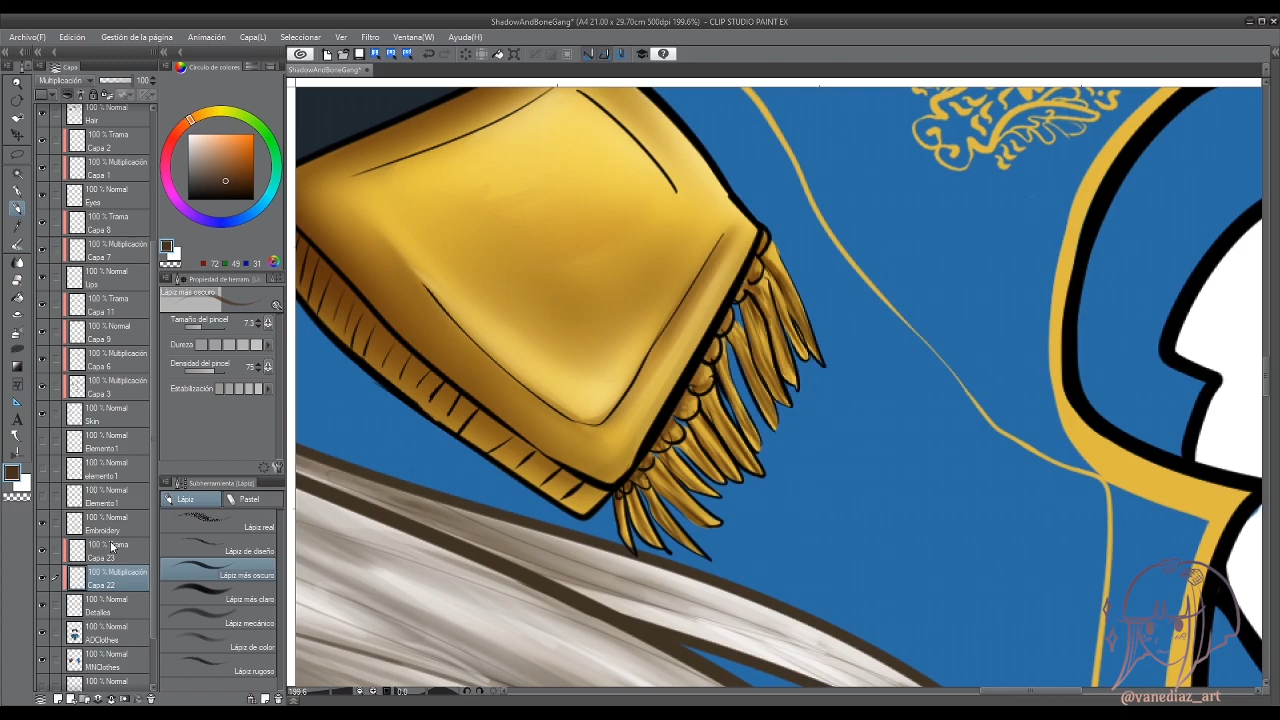 ShadowAndBoneGang* (A4 21.00 x 29.70cm 500dpi 199.6%) - CLIP STUDIO PAINT EX
Archivo(F) Edición Gestión de la página Animación Capa(L) Seleccionar Ver Filtro Ventana(W) Ayuda(H)
Capa
Círculo de colores
ShadowAndBoneGang*
Multiplicación 100
100 % Normal
Hair
100 % Trama
Capa 2
100 % Multiplicación
Capa 1
100 % Normal
Eyes
100 % Trama
Capa 8
100 % Multiplicación
Capa 7
100 % Normal
Lips
100 % Trama
Capa 11
100 % Normal
Capa 9
100 % Multiplicación
Capa 6
100 % Multiplicación
Capa 3
100 % Normal
Skin
100 % Normal
Elemento1
100 % Normal
elemento1
100 % Normal
Elemento1
100 % Normal
Embroidery
100 % Trama
Capa 23
100 % Multiplicación
Capa 22
100 % Normal
Detalles
100 % Normal
ADClothes
100 % Normal
MNClothes
100 % Normal
72 49 31
Propiedad de herram.
Lápiz más oscuro
Tamaño del pincel 7.3
Dureza
Densidad del pincel 75
Estabilización
Subherramienta (Lápiz)
Lápiz Pastel
Lápiz real
Lápiz de diseño
Lápiz más oscuro
Lápiz más claro
Lápiz mecánico
Lápiz de color
Lápiz rugoso
199.6 0.0
@vanediaz_art